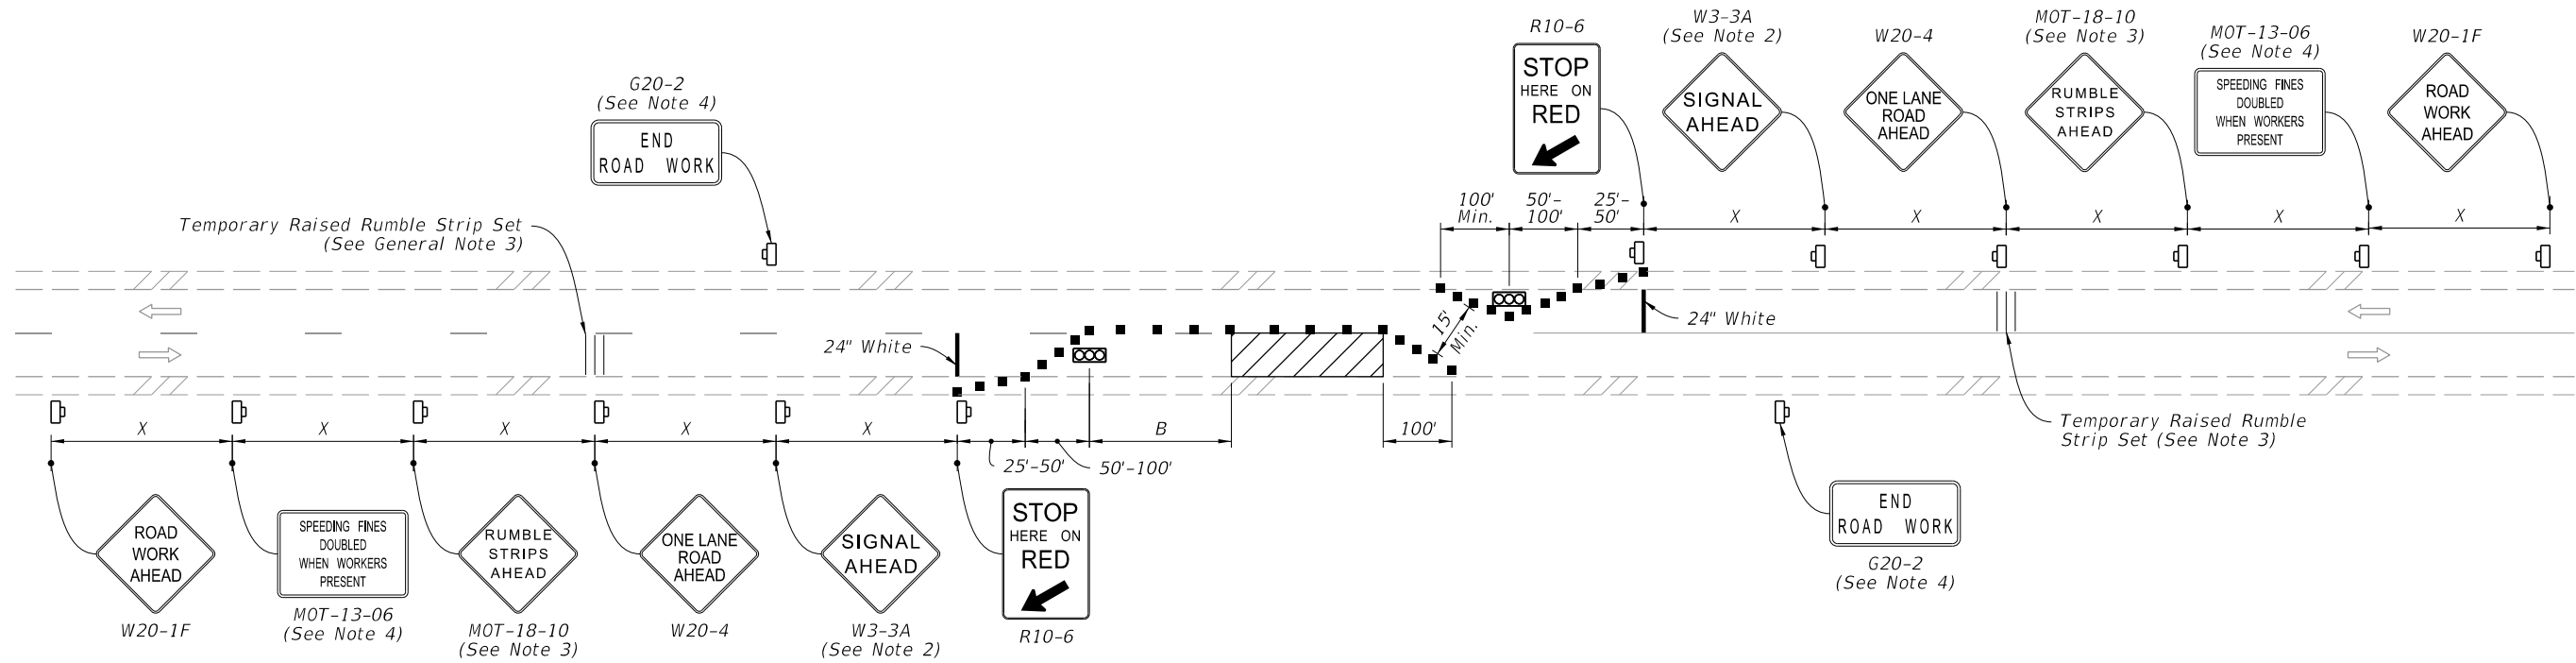 R10-6
STOP
HERE ON
RED
W3-3A
(See Note 2)
SIGNAL
AHEAD
W20-4
ONE LANE
ROAD
AHEAD
MOT-18-10
(See Note 3)
RUMBLE
STRIPS
AHEAD
MOT-13-06
(See Note 4)
SPEEDING FINES
DOUBLED
WHEN WORKERS
PRESENT
W20-1F
ROAD
WORK
AHEAD
G20-2
(See Note 4)
END
ROAD WORK
Temporary Raised Rumble Strip Set
(See General Note 3)
100'
Min.
50'-
100'
25'-
50'
X
X
X
X
X
24" White
15'
Min.
24" White
X
X
X
X
X
25'-50'
50'-100'
B
100'
Temporary Raised Rumble
Strip Set (See Note 3)
END
ROAD WORK
G20-2
(See Note 4)
ROAD
WORK
AHEAD
W20-1F
SPEEDING FINES
DOUBLED
WHEN WORKERS
PRESENT
MOT-13-06
(See Note 4)
RUMBLE
STRIPS
AHEAD
MOT-18-10
(See Note 3)
ONE LANE
ROAD
AHEAD
W20-4
SIGNAL
AHEAD
W3-3A
(See Note 2)
STOP
HERE ON
RED
R10-6